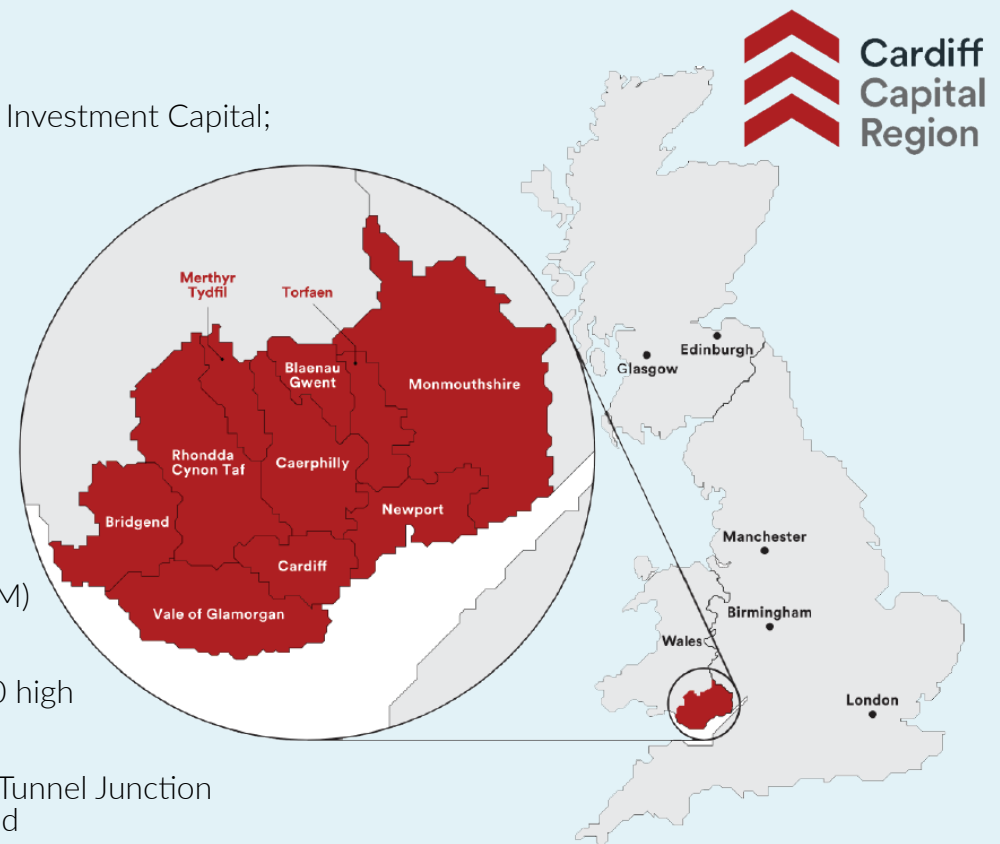 Cardiff
Capital
Region
Investment Capital;
Merthyr
Tydfil
Torfaen
Blaenau
Gwent
Monmouthshire
Rhondda
Cynon Taf
Caerphilly
Bridgend
Newport
Cardiff
Vale of Glamorgan
Edinburgh
Glasgow
Manchester
Birmingham
Wales
London
M)
0 high
Tunnel Junction
d